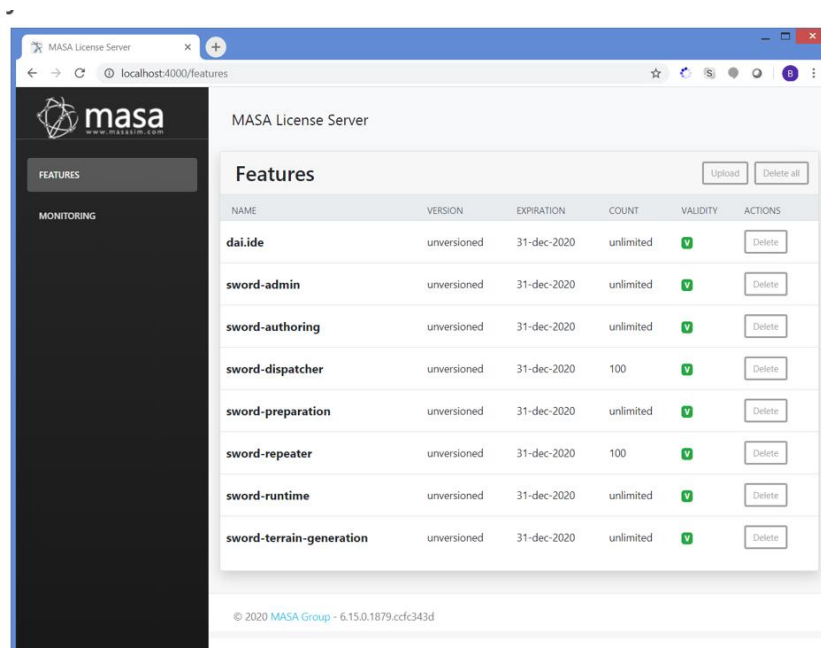 MASA License Server
localhost:4000/features
S
B
masa
www.masasim.com
MASA License Server
FEATURES
MONITORING
Features
Upload
Delete all
NAME VERSION EXPIRATION COUNT VALIDITY ACTIONS
dai.ide unversioned 31-dec-2020 unlimited V Delete
sword-admin unversioned 31-dec-2020 unlimited V Delete
sword-authoring unversioned 31-dec-2020 unlimited V Delete
sword-dispatcher unversioned 31-dec-2020 100 V Delete
sword-preparation unversioned 31-dec-2020 unlimited V Delete
sword-repeater unversioned 31-dec-2020 100 V Delete
sword-runtime unversioned 31-dec-2020 unlimited V Delete
sword-terrain-generation unversioned 31-dec-2020 unlimited V Delete
© 2020 MASA Group - 6.15.0.1879.ccfc343d